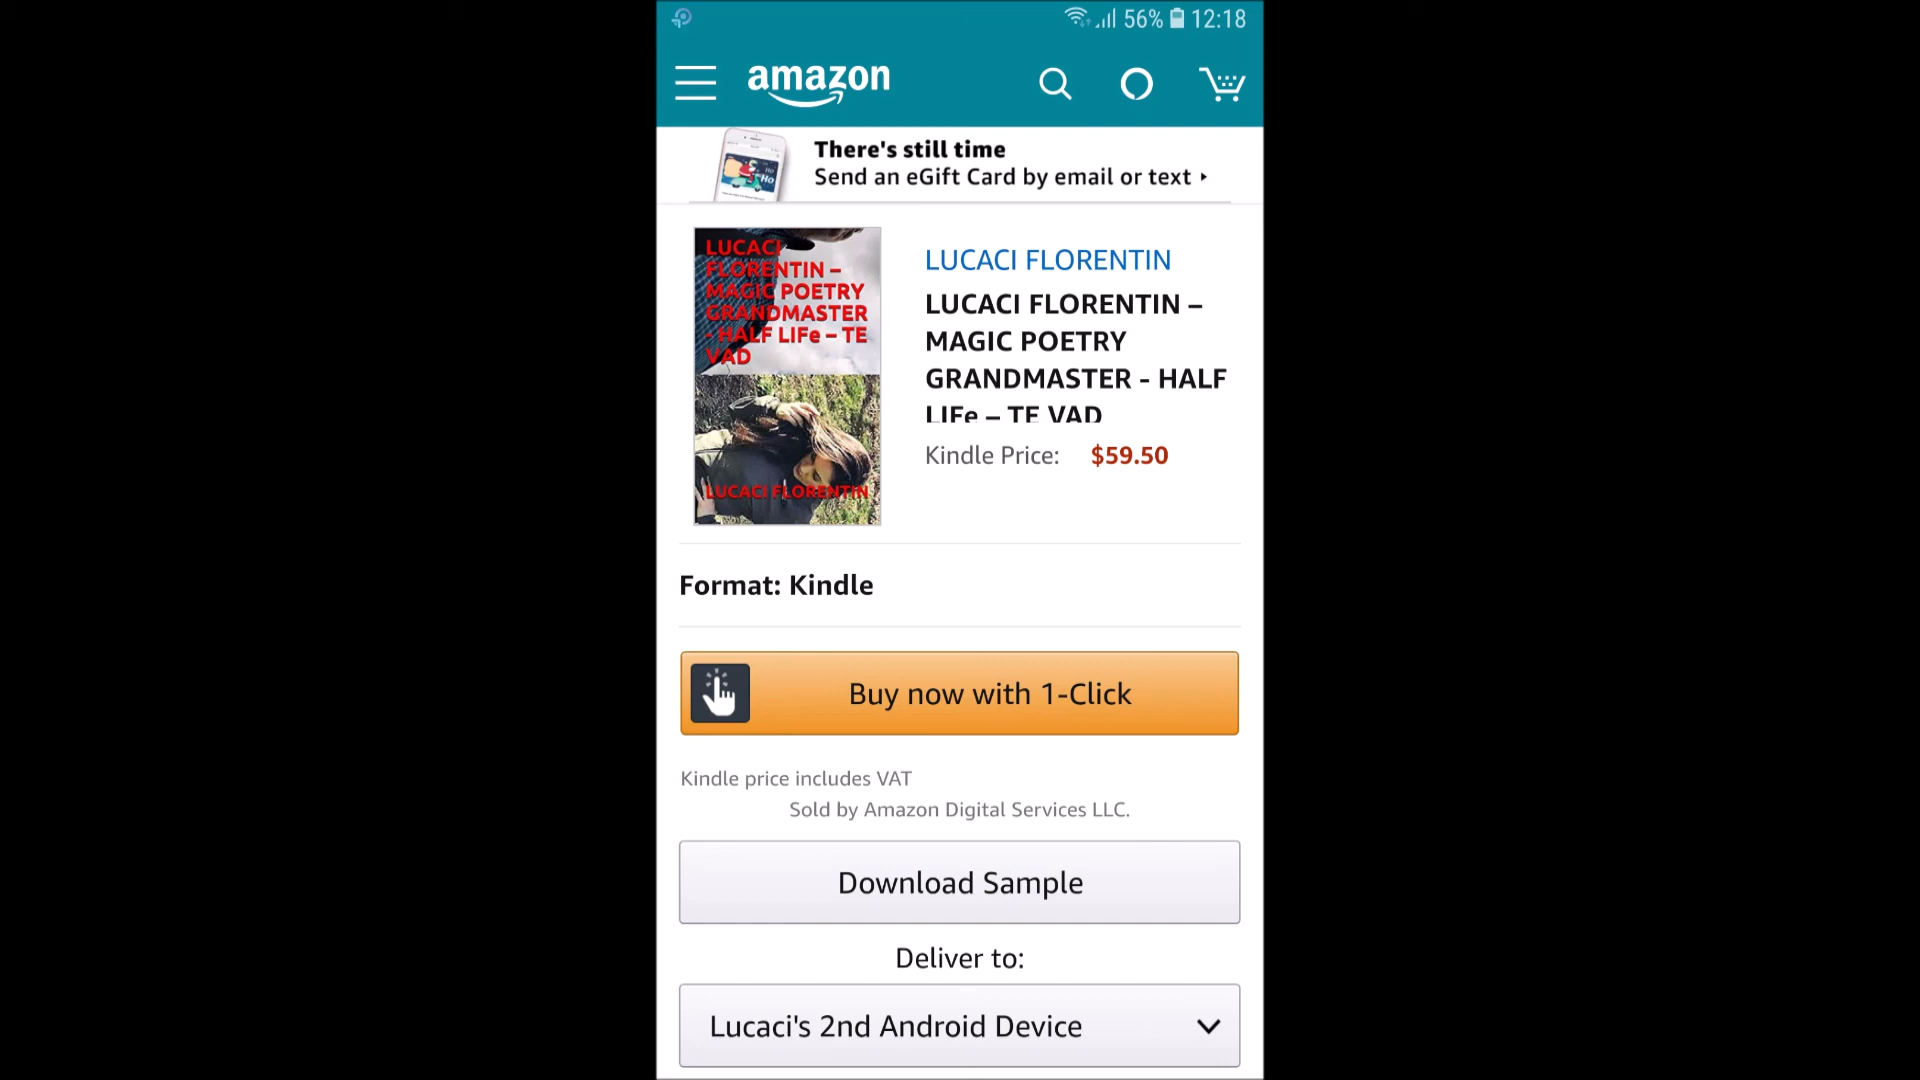 56% 12:18
amazon
There's still time
Send an eGift Card by email or text
Ho
Ho
LUCACI
FLORENTIN –
MAGIC POETRY
GRANDMASTER
- HALF LIFe – TE
VAD
LUCACI FLORENTIN
LUCACI FLORENTIN
LUCACI FLORENTIN –
MAGIC POETRY
GRANDMASTER - HALF
LIFe – TE VAD
Kindle Price: $59.50
Format: Kindle
Buy now with 1-Click
Kindle price includes VAT
Sold by Amazon Digital Services LLC.
Download Sample
Deliver to:
Lucaci's 2nd Android Device